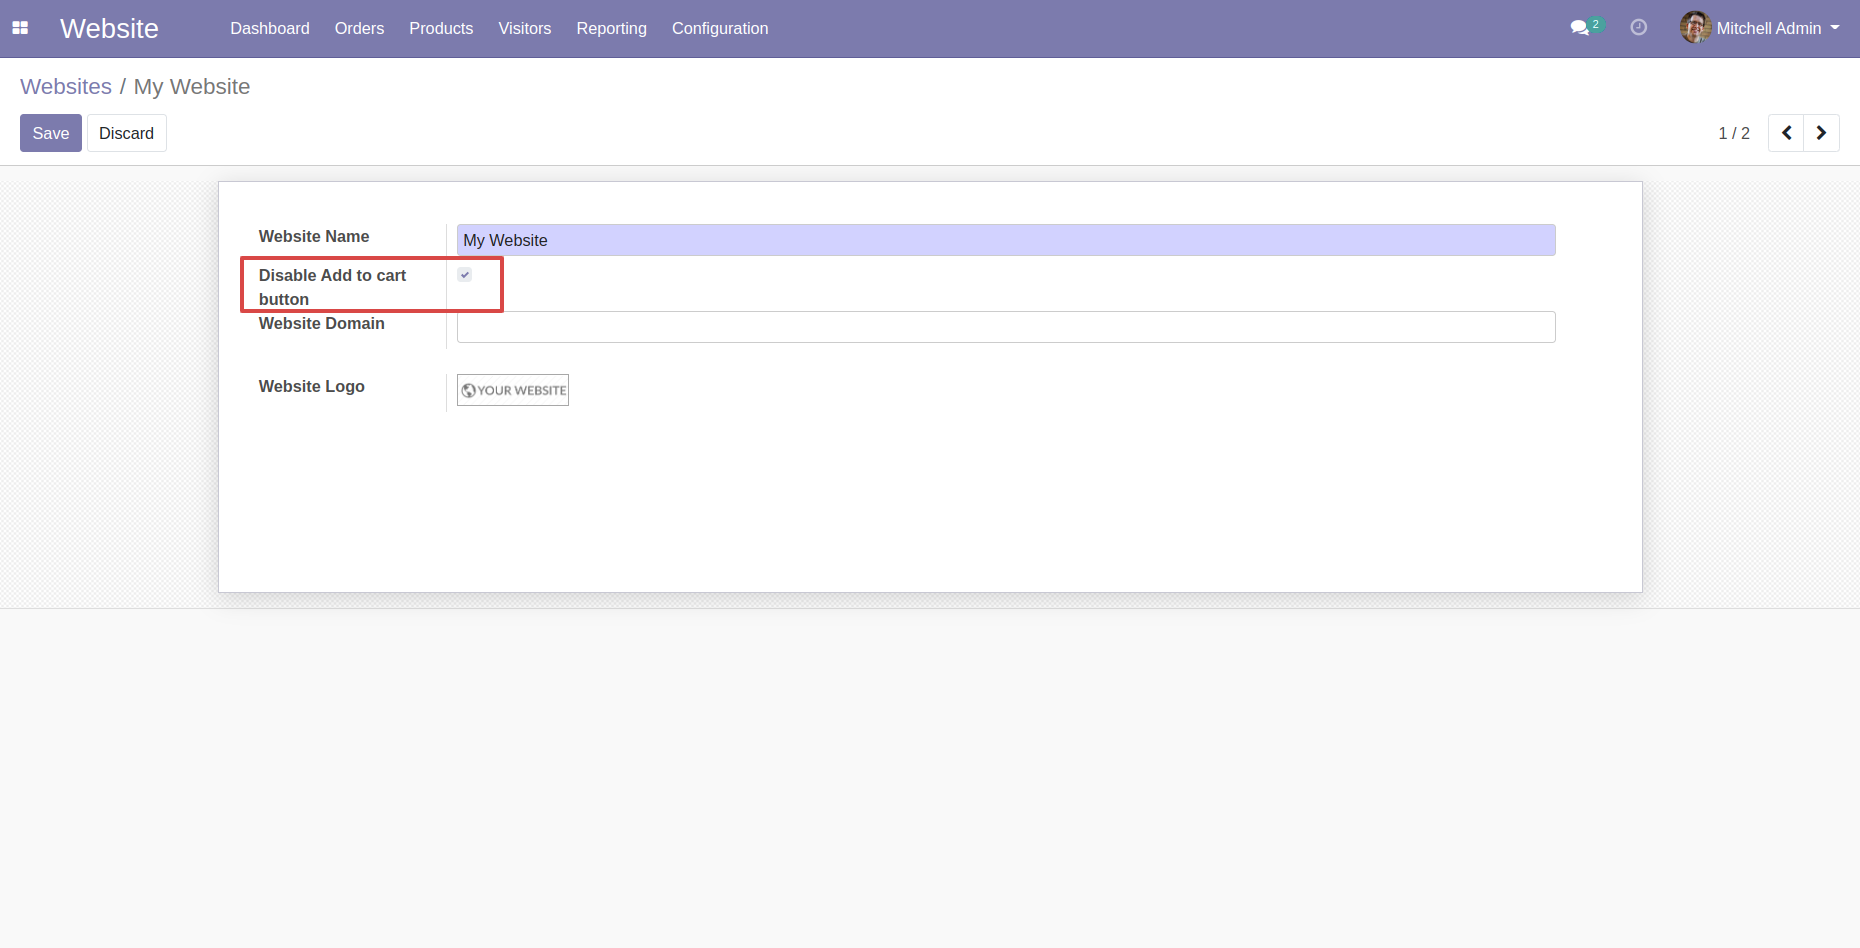 Website Dashboard Orders Products Visitors Reporting Configuration 2 Mitchell Admin
Websites / My Website
Save Discard 1 / 2
Website Name My Website
Disable Add to cart
button
Website Domain
Website Logo YOUR WEBSITE